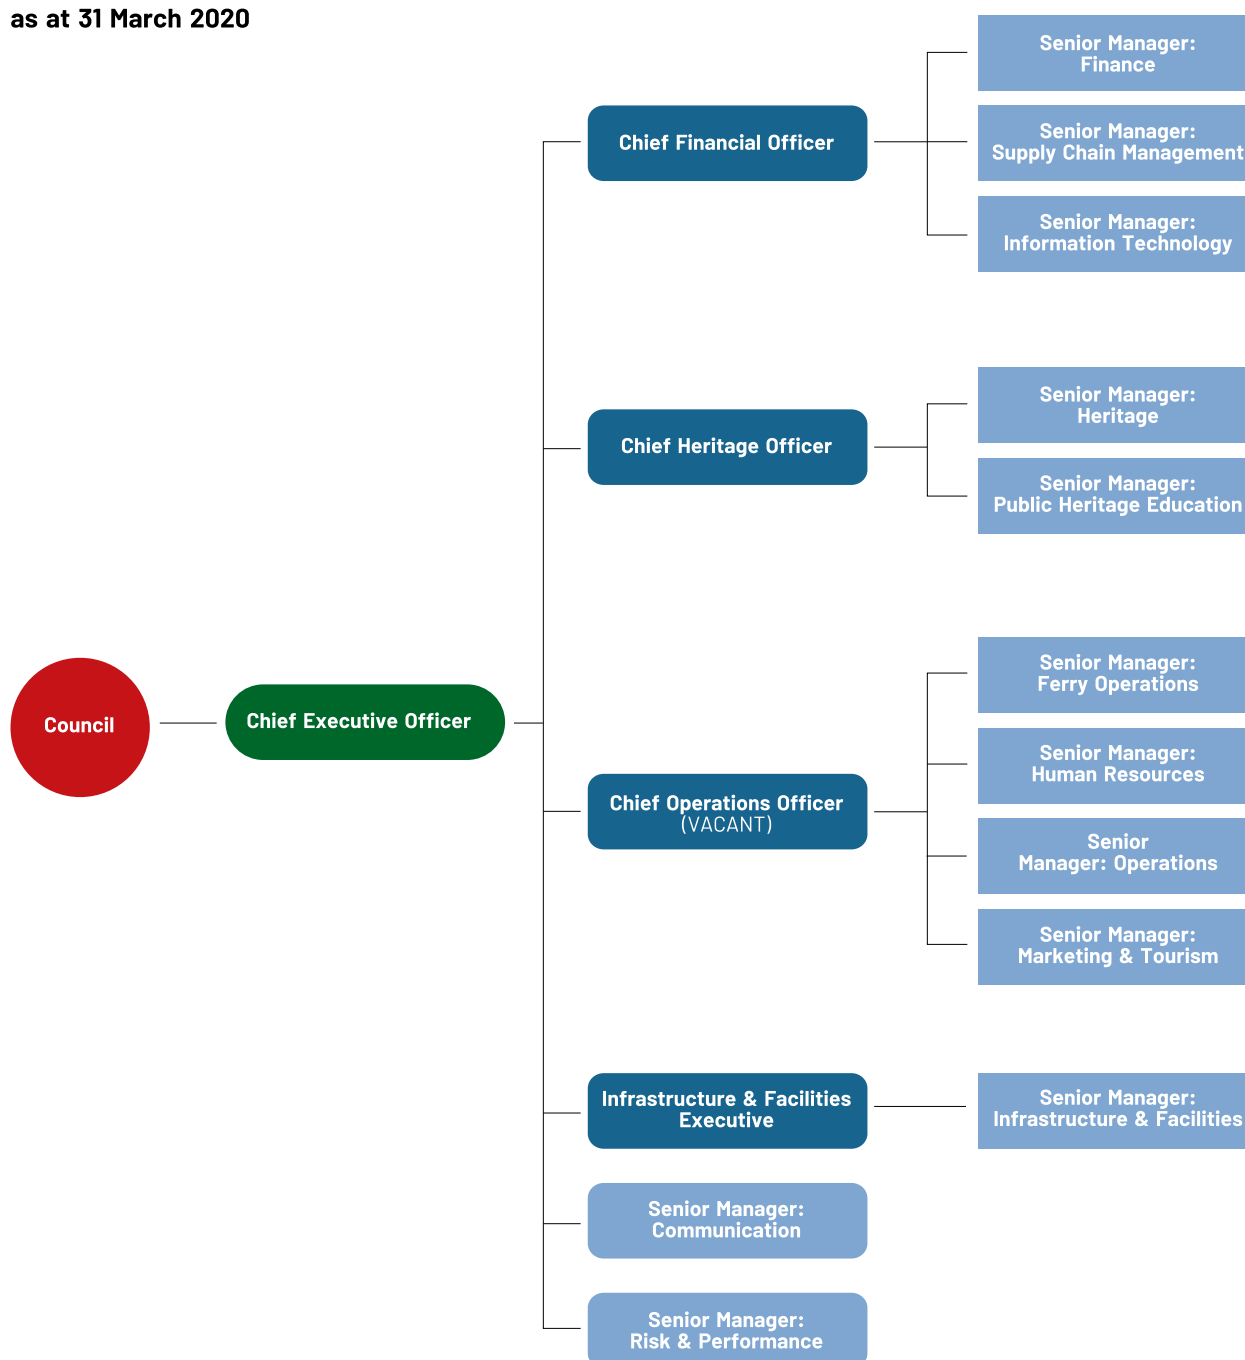 as at 31 March 2020
Senior Manager:
Finance
Chief Financial Officer
Senior Manager:
Supply Chain Management
Senior Manager:
Information Technology
Senior Manager:
Heritage
Chief Heritage Officer
Senior Manager:
Public Heritage Education
Council
Chief Executive Officer
Senior Manager:
Ferry Operations
Senior Manager:
Human Resources
Chief Operations Officer
(VACANT)
Senior
Manager: Operations
Senior Manager:
Marketing & Tourism
Infrastructure & Facilities
Executive
Senior Manager:
Infrastructure & Facilities
Senior Manager:
Communication
Senior Manager:
Risk & Performance